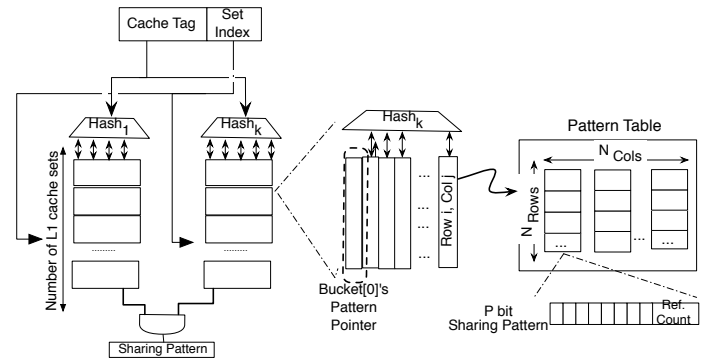 Cache Tag
Set
Index
Hash1
Hashk
Number of L1 cache sets
.........
.........
Sharing Pattern
Hashk
...
...
...
...
Row i, Col j
Bucket[0]'s
Pattern
Pointer
Pattern Table
N Cols
N Rows
...
...
...
...
P bit
Sharing Pattern
Ref.
Count